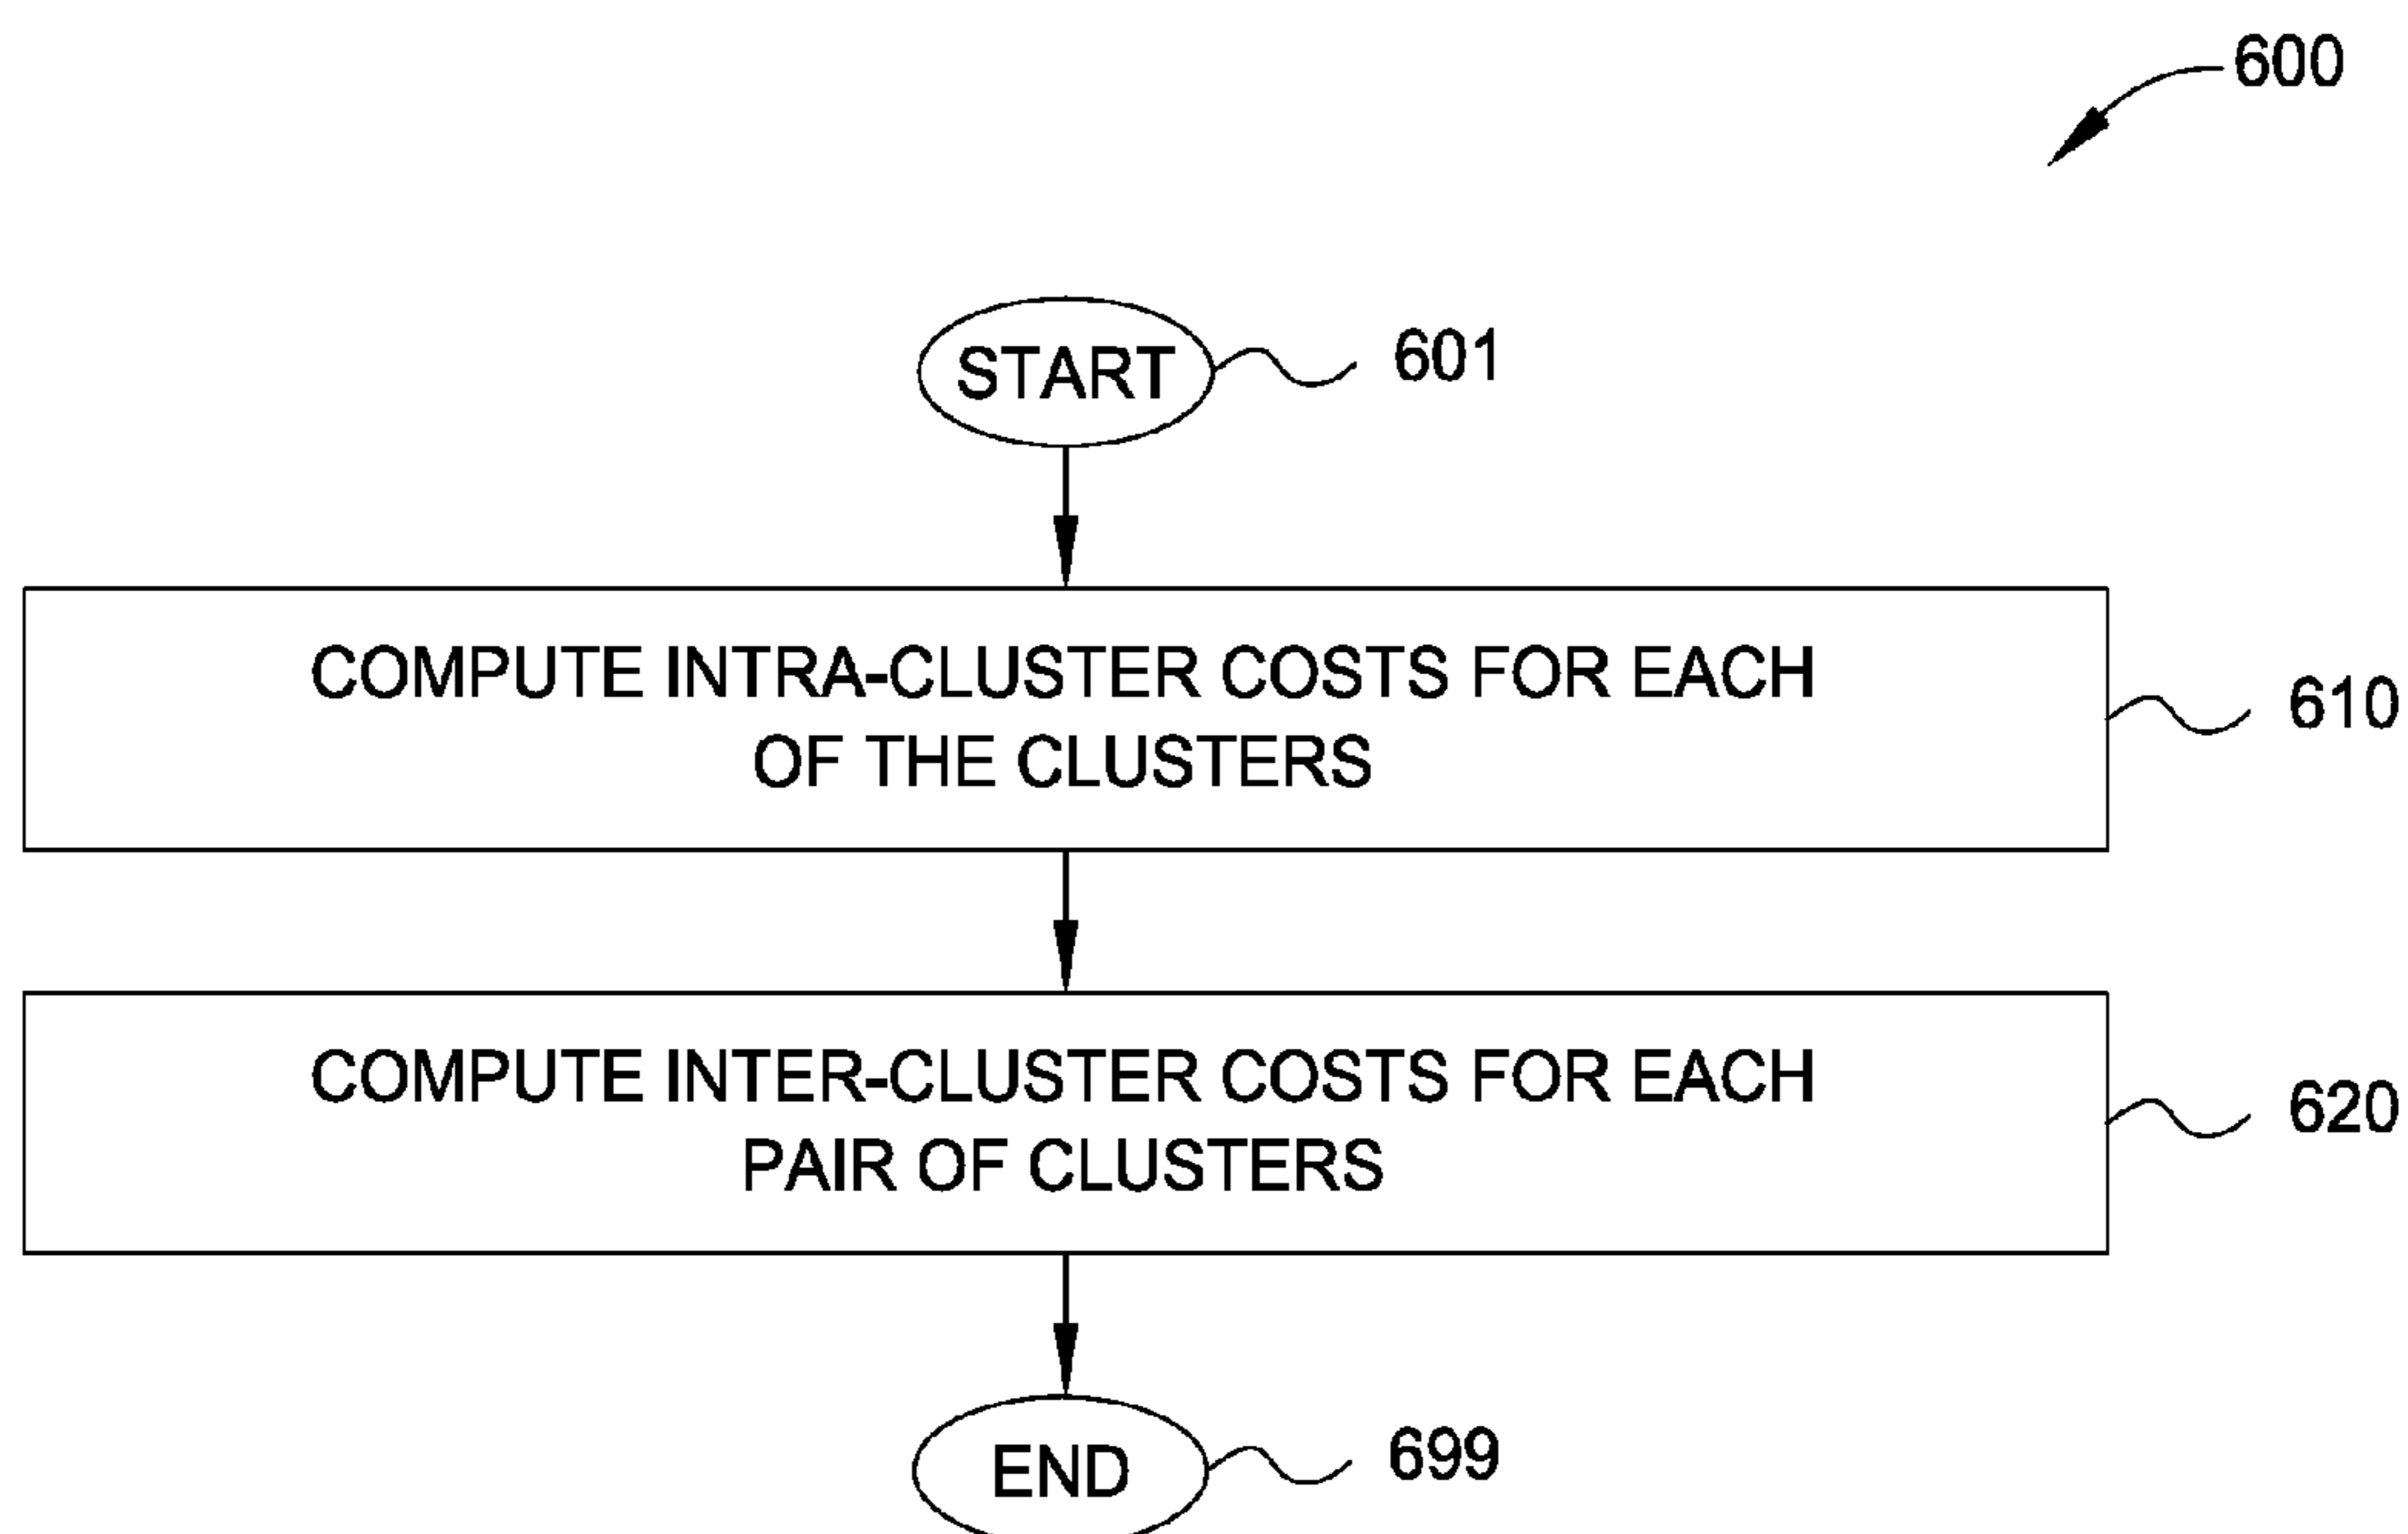 600
START
601
COMPUTE INTRA-CLUSTER COSTS FOR EACH
OF THE CLUSTERS
610
COMPUTE INTER-CLUSTER COSTS FOR EACH
PAIR OF CLUSTERS
620
END
699